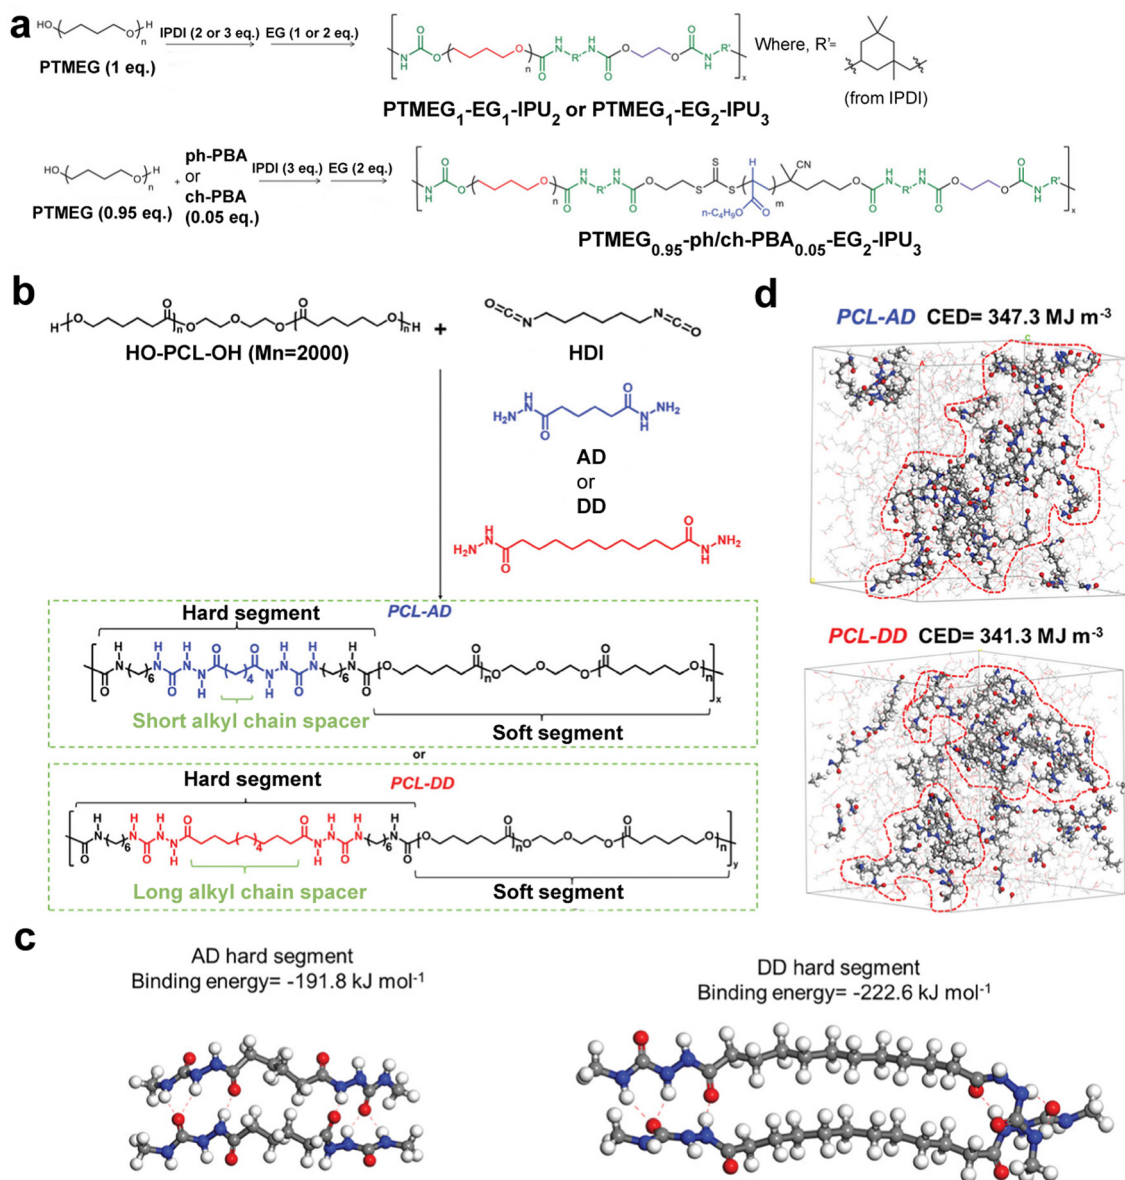 a
HO
O
H
n
PTMEG (1 eq.)
IPDI (2 or 3 eq.)
EG (1 or 2 eq.)
Where, R'=
(from IPDI)
PTMEG₁-EG₁-IPU₂ or PTMEG₁-EG₂-IPU₃
PTMEG (0.95 eq.)
+
ph-PBA
or
ch-PBA
(0.05 eq.)
IPDI (3 eq.)
EG (2 eq.)
CN
n-C₄H₉O
m
PTMEG₀.₉₅-ph/ch-PBA₀.₀₅-EG₂-IPU₃
b
HO-PCL-OH (Mn=2000)
+
HDI
AD
or
DD
Hard segment
PCL-AD
Short alkyl chain spacer
Soft segment
or
Hard segment
PCL-DD
Long alkyl chain spacer
Soft segment
c
AD hard segment
Binding energy= -191.8 kJ mol⁻¹
DD hard segment
Binding energy= -222.6 kJ mol⁻¹
d
PCL-AD CED= 347.3 MJ m⁻³
PCL-DD CED= 341.3 MJ m⁻³